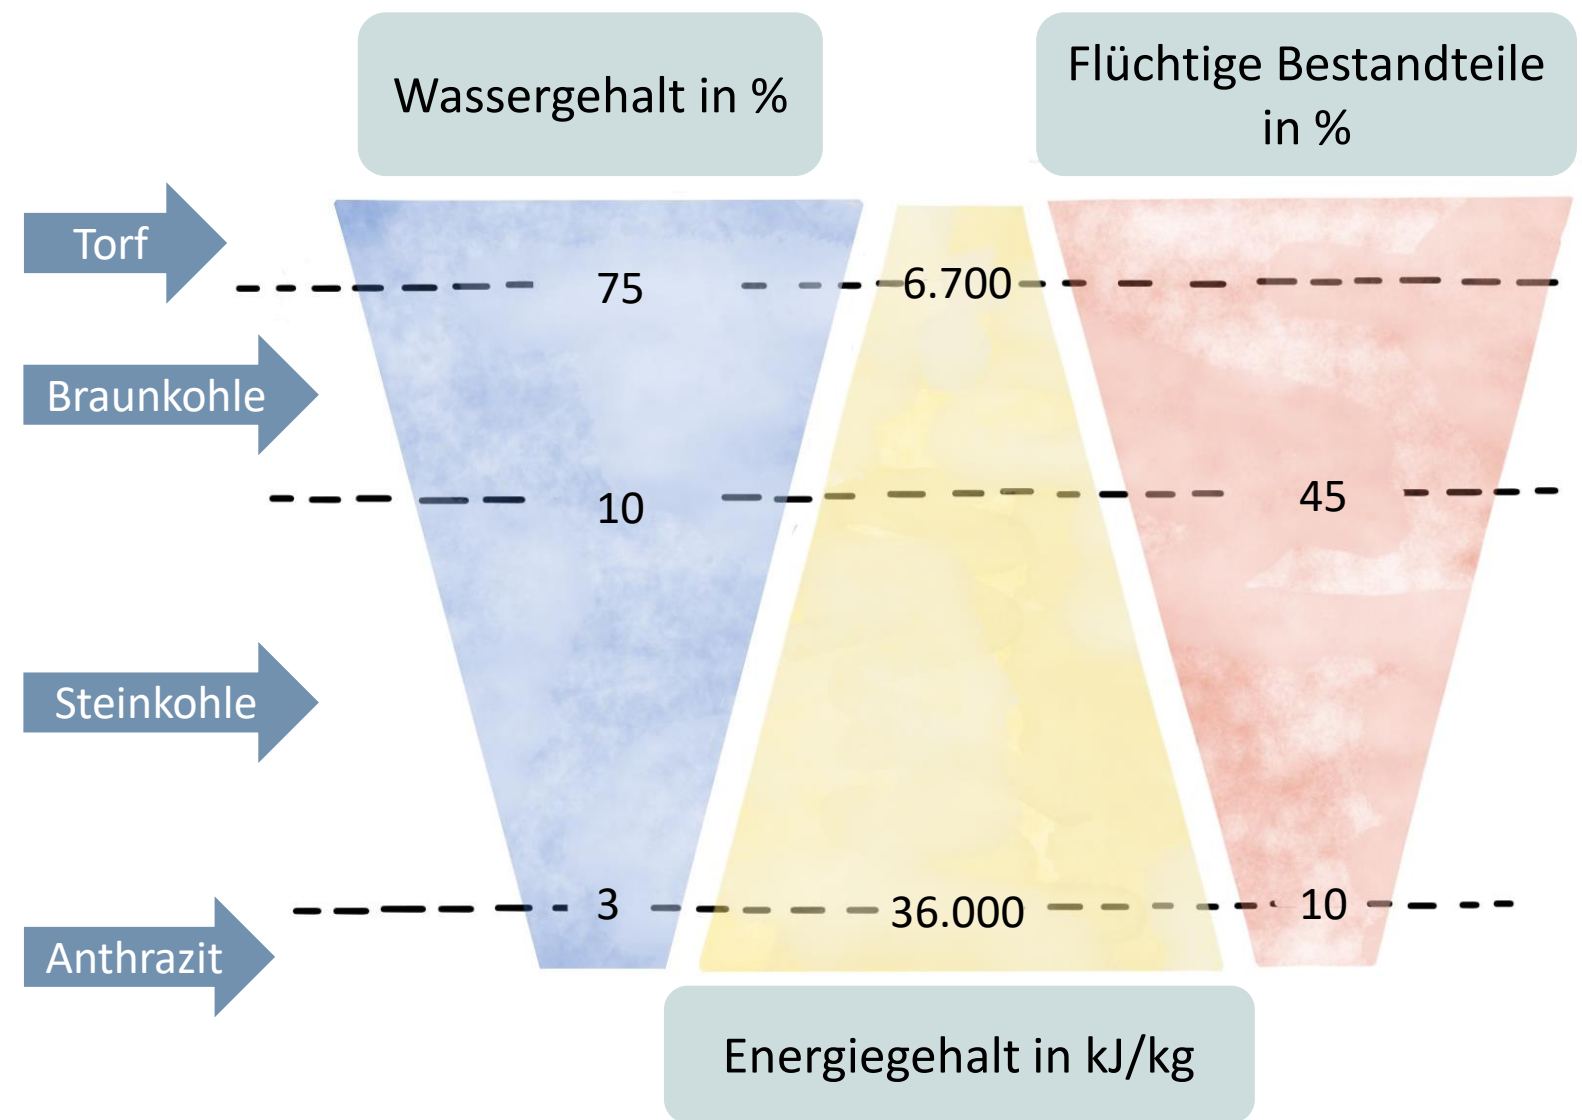 Wassergehalt in %
Flüchtige Bestandteile
in %
Torf
75
6.700
Braunkohle
10
45
Steinkohle
3
36.000
10
Anthrazit
Energiegehalt in kJ/kg